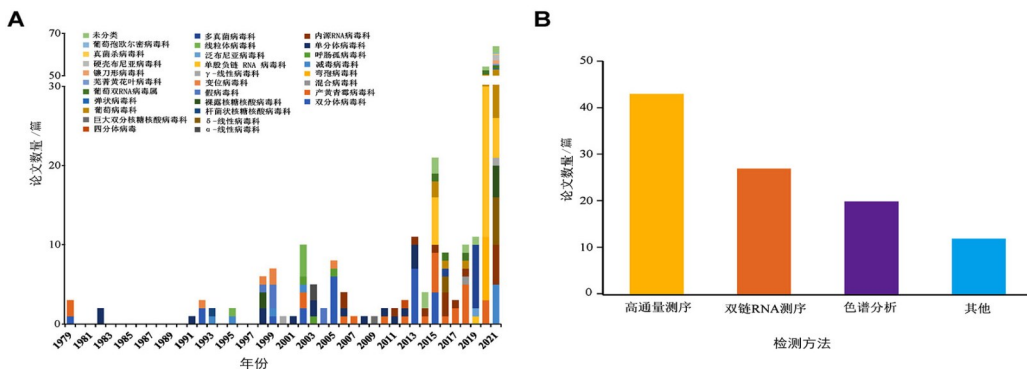 A
论文数量/篇
70
50
30
20
10
0
未分类
葡萄孢欧尔密病毒科
真菌杀病毒科
硬壳布尼亚病毒科
镰刀形病毒科
芜菁黄花叶病毒科
葡萄双RNA病毒属
弹状病毒科
葡萄病毒科
巨大双分核糖核酸病毒科
四分体病毒
多真菌病毒科
线粒体病毒科
泛布尼亚病毒科
单股负链 RNA 病毒科
γ-线性病毒科
变位病毒科
假病毒科
裸露核糖核酸病毒科
杆菌状核糖核酸病毒科
δ-线性病毒科
α-线性病毒科
内源RNA病毒科
单分体病毒科
呼肠孤病毒科
减毒病毒科
弯孢病毒科
混合病毒科
产黄青霉病毒科
双分体病毒科
1979
1981
1983
1985
1987
1989
1991
1993
1995
1997
1999
2001
2003
2005
2007
2009
2011
2013
2015
2017
2019
2021
年份
B
论文数量/篇
50
40
30
20
10
0
高通量测序
双链RNA测序
色谱分析
其他
检测方法